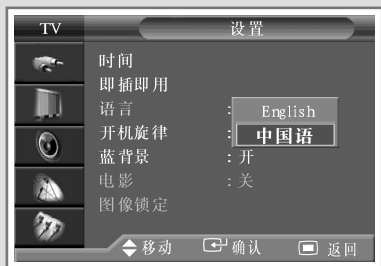 TV 设置
时间
即插即用
语言 : English
开机旋律 : 中国语
蓝背景 : 开
电影 : 关
图像锁定
移动 确认 返回